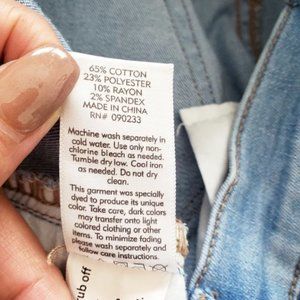 65% COTTON
23% POLYESTER
10% RAYON
2% SPANDEX
MADE IN CHINA
RN# 090233
Machine wash separately in
cold water. Use only non-
chlorine bleach as needed.
Tumble dry low. Cool iron
as needed. Do not dry
clean.
This garment was specially
dyed to produce its unique
color. Take care, dark colors
may transfer onto light
colored clothing or other
items. To minimize fading
please wash separately and
follow care instructions.
rub off